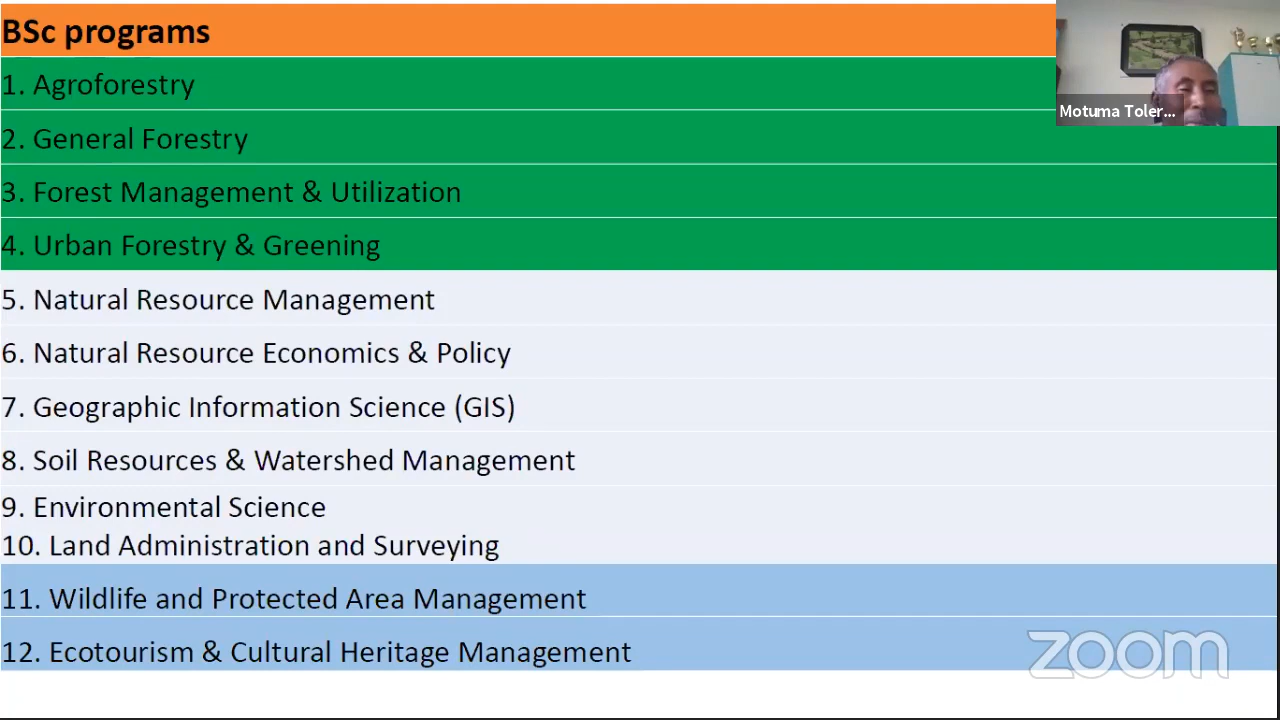 BSc programs
Motuma Toler...
1. Agroforestry
2. General Forestry
3. Forest Management & Utilization
4. Urban Forestry & Greening
5. Natural Resource Management
6. Natural Resource Economics & Policy
7. Geographic Information Science (GIS)
8. Soil Resources & Watershed Management
9. Environmental Science
10. Land Administration and Surveying
11. Wildlife and Protected Area Management
12. Ecotourism & Cultural Heritage Management
zoom